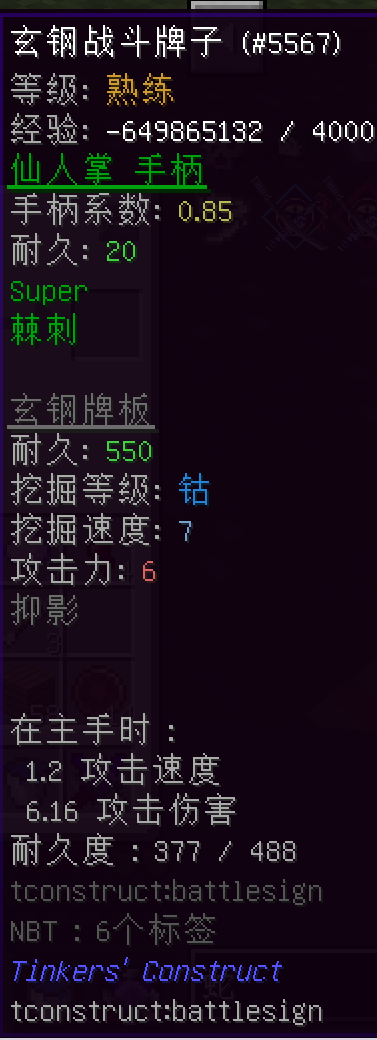 玄钢战斗牌子 (#5567)
等级: 熟练
经验: -649865132 / 4000
仙人掌 手柄
手柄系数: 0.85
耐久: 20
Super
棘刺
玄钢牌板
耐久: 550
挖掘等级: 钴
挖掘速度: 7
攻击力: 6
抑影
在主手时：
1.2 攻击速度
6.16 攻击伤害
耐久度：377 / 488
tconstruct:battlesign
NBT：6个标签
Tinkers' Construct
tconstruct:battlesign